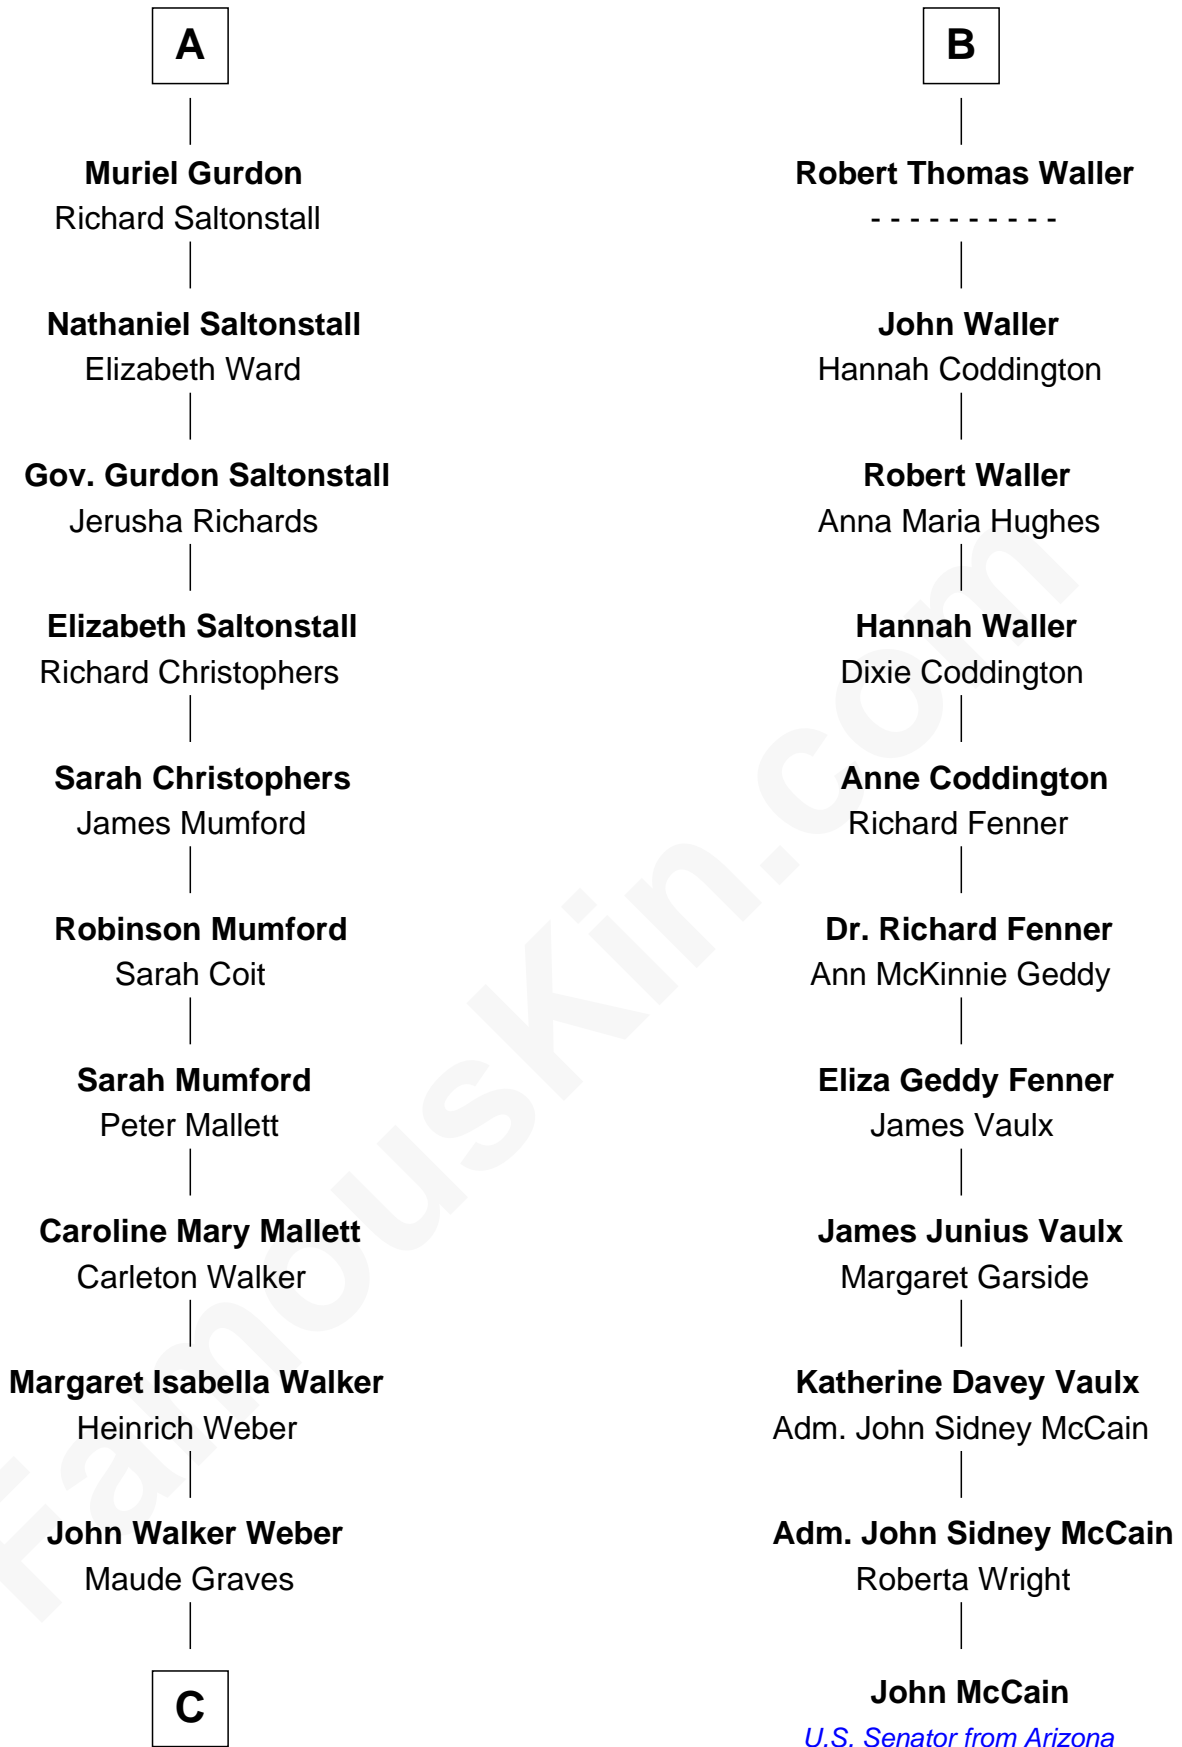 A
Muriel Gurdon
Richard Saltonstall
Nathaniel Saltonstall
Elizabeth Ward
Gov. Gurdon Saltonstall
Jerusha Richards
Elizabeth Saltonstall
Richard Christophers
Sarah Christophers
James Mumford
Robinson Mumford
Sarah Coit
Sarah Mumford
Peter Mallett
Caroline Mary Mallett
Carleton Walker
Margaret Isabella Walker
Heinrich Weber
John Walker Weber
Maude Graves
C
B
Robert Thomas Waller
- - - - - - - - - -
John Waller
Hannah Coddington
Robert Waller
Anna Maria Hughes
Hannah Waller
Dixie Coddington
Anne Coddington
Richard Fenner
Dr. Richard Fenner
Ann McKinnie Geddy
Eliza Geddy Fenner
James Vaulx
James Junius Vaulx
Margaret Garside
Katherine Davey Vaulx
Adm. John Sidney McCain
Adm. John Sidney McCain
Roberta Wright
John McCain
U.S. Senator from Arizona
FamousKin.com